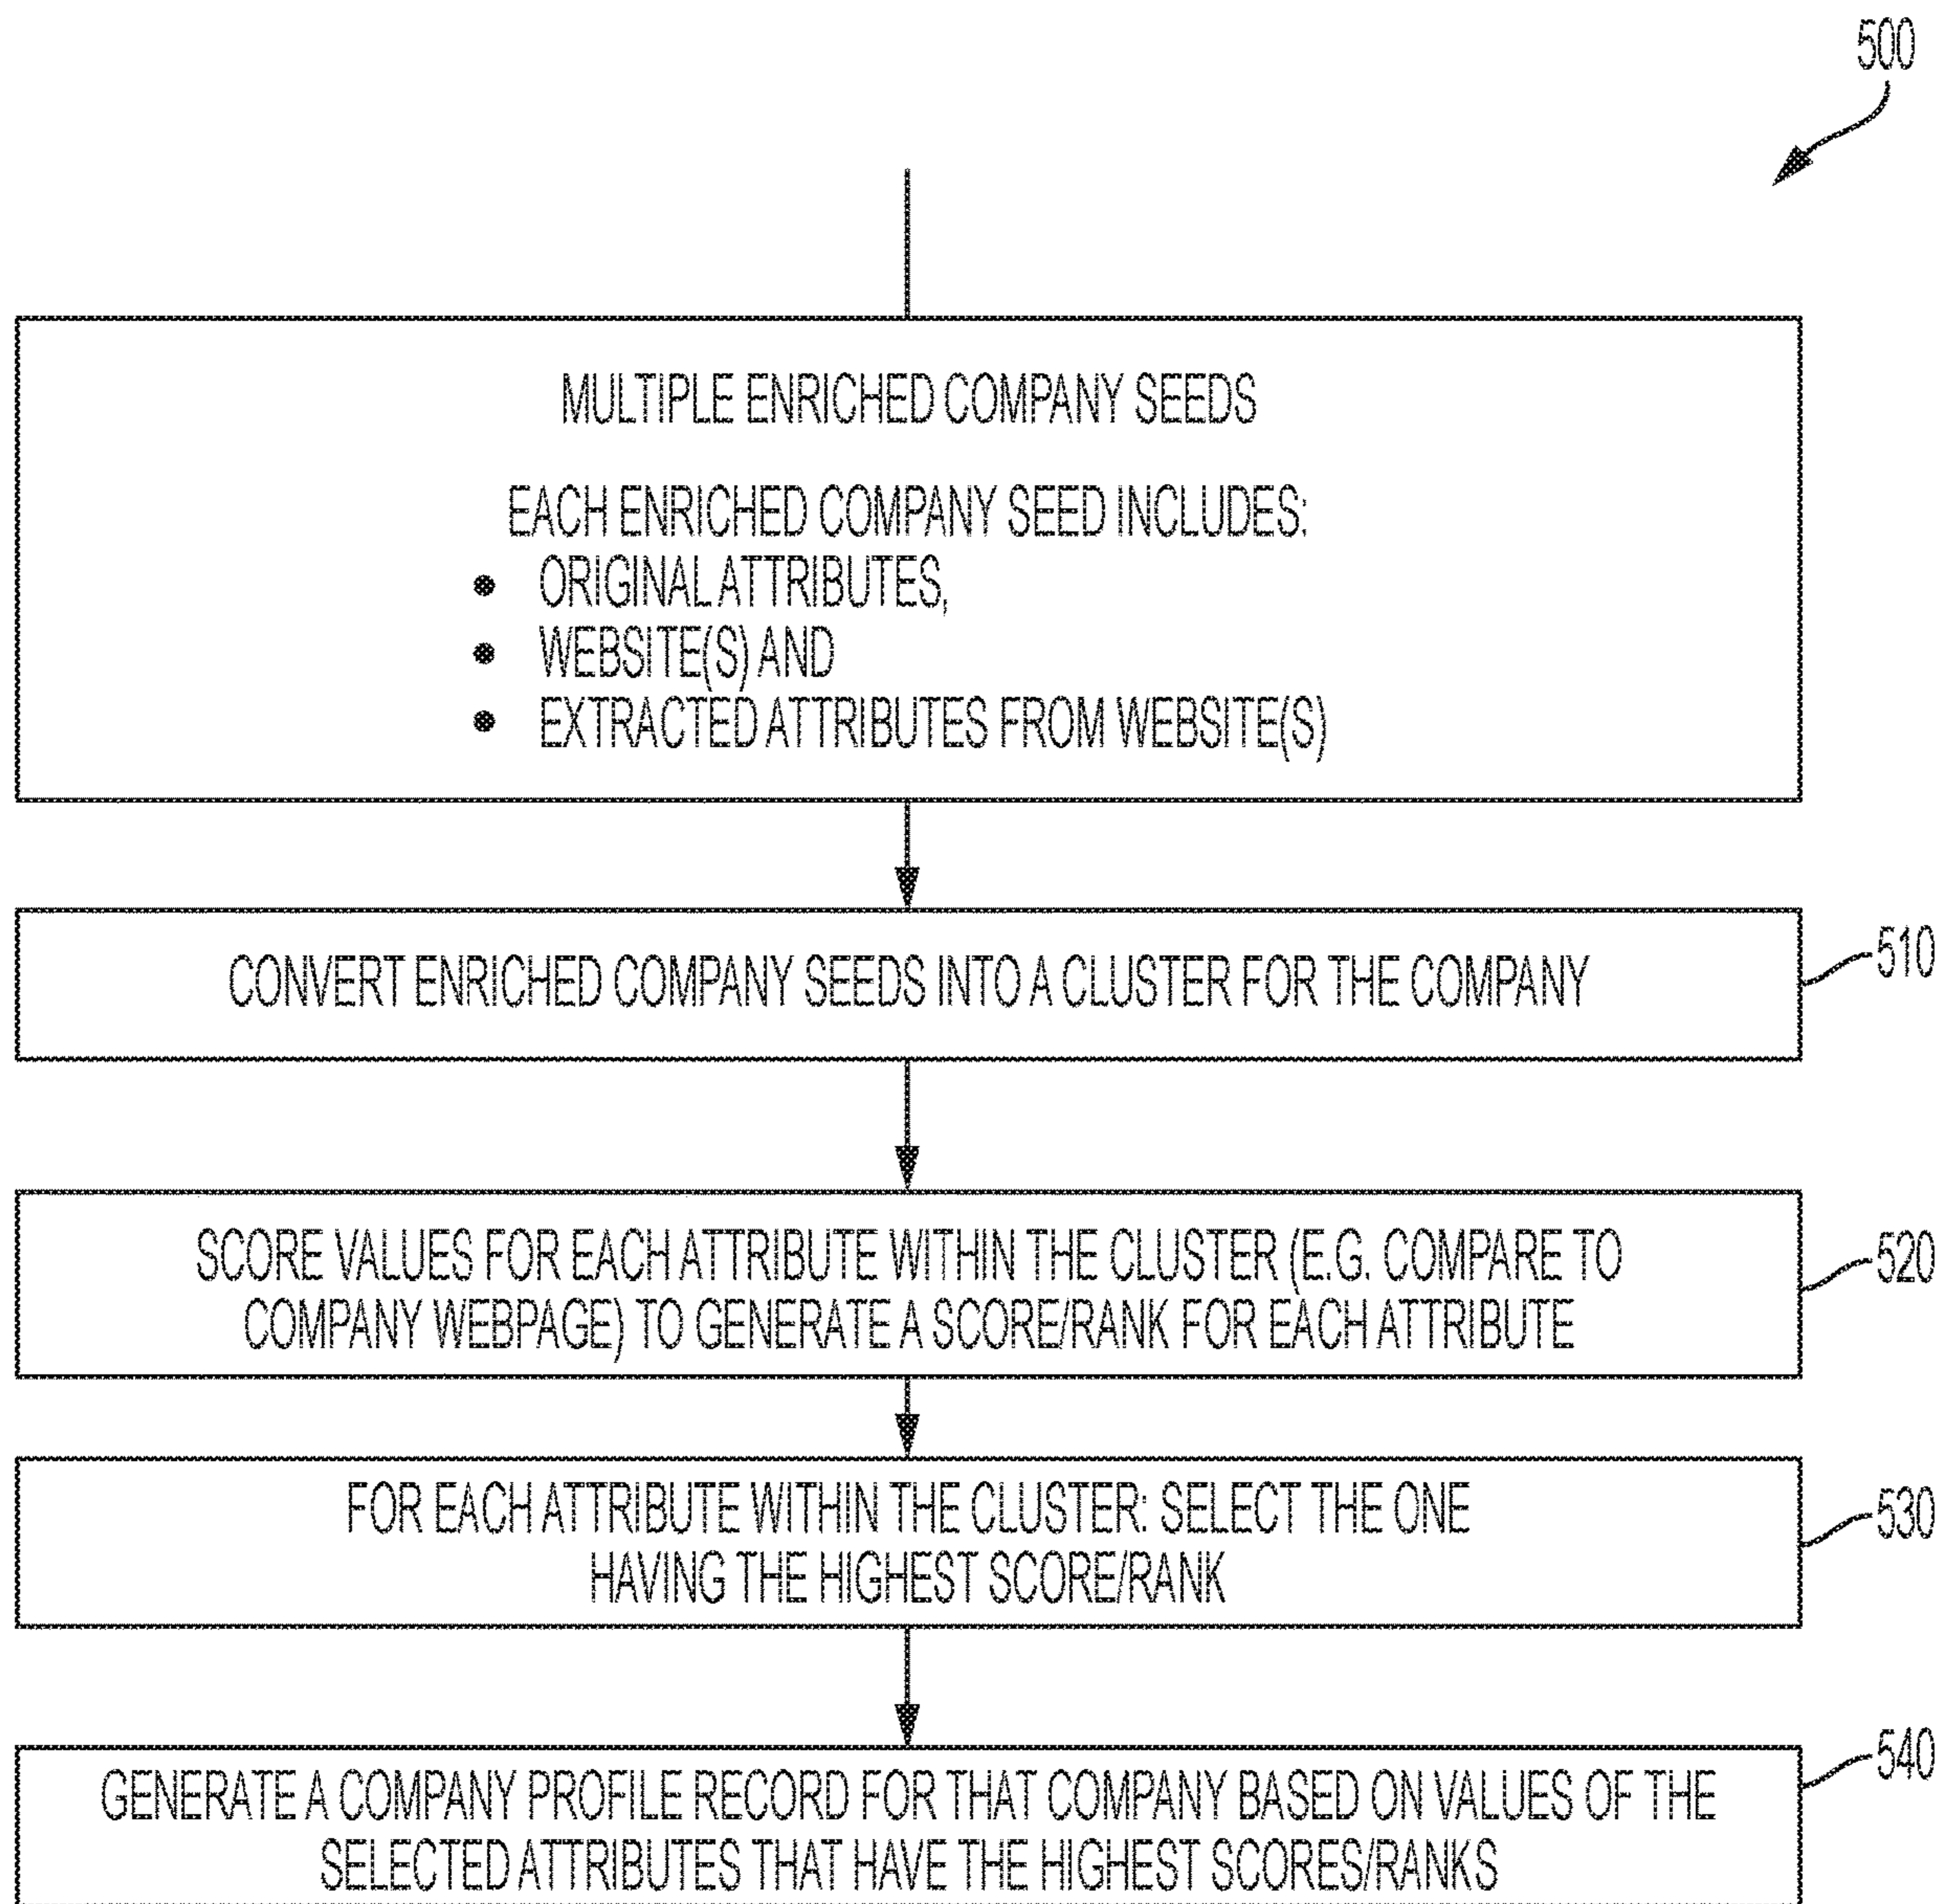 500
MULTIPLE ENRICHED COMPANY SEEDS
EACH ENRICHED COMPANY SEED INCLUDES:
• ORIGINAL ATTRIBUTES,
• WEBSITE(S) AND
• EXTRACTED ATTRIBUTES FROM WEBSITE(S)
CONVERT ENRICHED COMPANY SEEDS INTO A CLUSTER FOR THE COMPANY
510
SCORE VALUES FOR EACH ATTRIBUTE WITHIN THE CLUSTER (E.G. COMPARE TO
COMPANY WEBPAGE) TO GENERATE A SCORE/RANK FOR EACH ATTRIBUTE
520
FOR EACH ATTRIBUTE WITHIN THE CLUSTER: SELECT THE ONE
HAVING THE HIGHEST SCORE/RANK
530
GENERATE A COMPANY PROFILE RECORD FOR THAT COMPANY BASED ON VALUES OF THE
SELECTED ATTRIBUTES THAT HAVE THE HIGHEST SCORES/RANKS
540